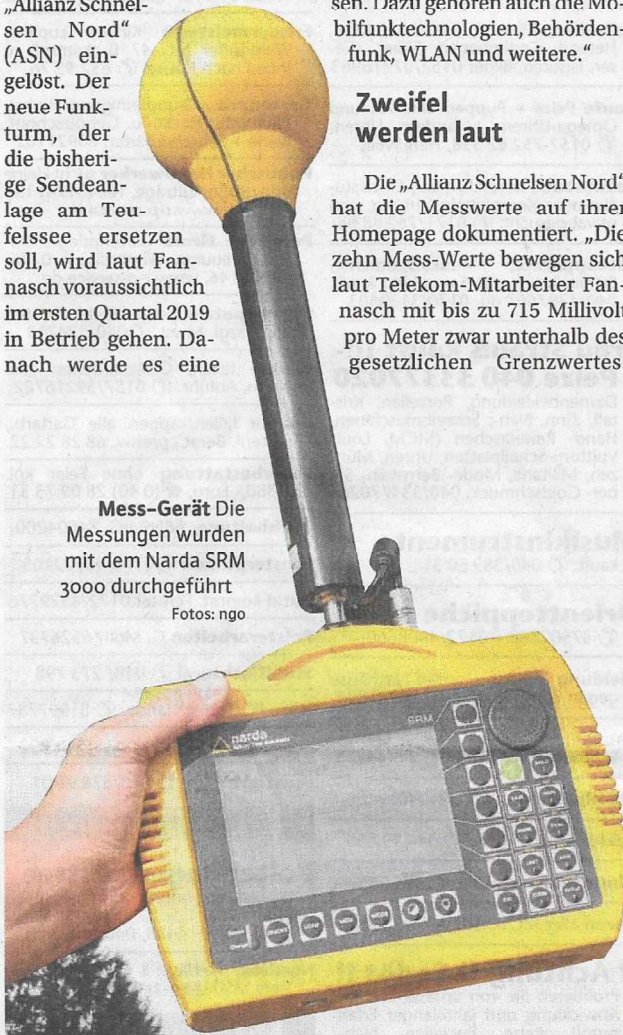 „Allianz Schnel-
sen Nord“
(ASN) ein-
gelöst. Der
neue Funk-
turm, der
die bisheri-
ge Sendean-
lage am Teu-
felssee ersetzen
soll, wird laut Fan-
nasch voraussichtlich
im ersten Quartal 2019
in Betrieb gehen. Da-
nach werde es eine
Mess-Gerät Die
Messungen wurden
mit dem Narda SRM
3000 durchgeführt
Fotos: ngo
sen. Dazu gehören auch die Mo-
bilfunktechnologien, Behörden-
funk, WLAN und weitere.“
Zweifel
werden laut
Die „Allianz Schnelsen Nord“
hat die Messwerte auf ihrer
Homepage dokumentiert. „Die
zehn Mess-Werte bewegen sich
laut Telekom-Mitarbeiter Fan-
nasch mit bis zu 715 Millivolt
pro Meter zwar unterhalb des
gesetzlichen Grenzwertes
narda
SRM